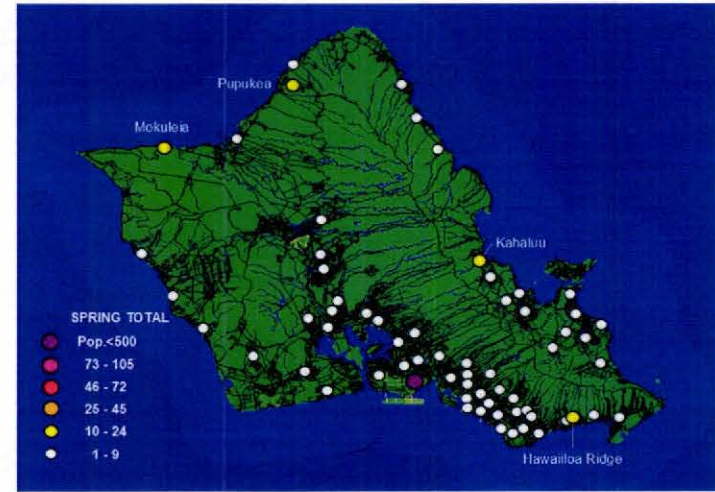 Pupukea
Mokuleia
Kahaluu
SPRING TOTAL
Pop.<500
73 - 105
46 - 72
25 - 45
10 - 24
1 - 9
Hawaiiloa Ridge